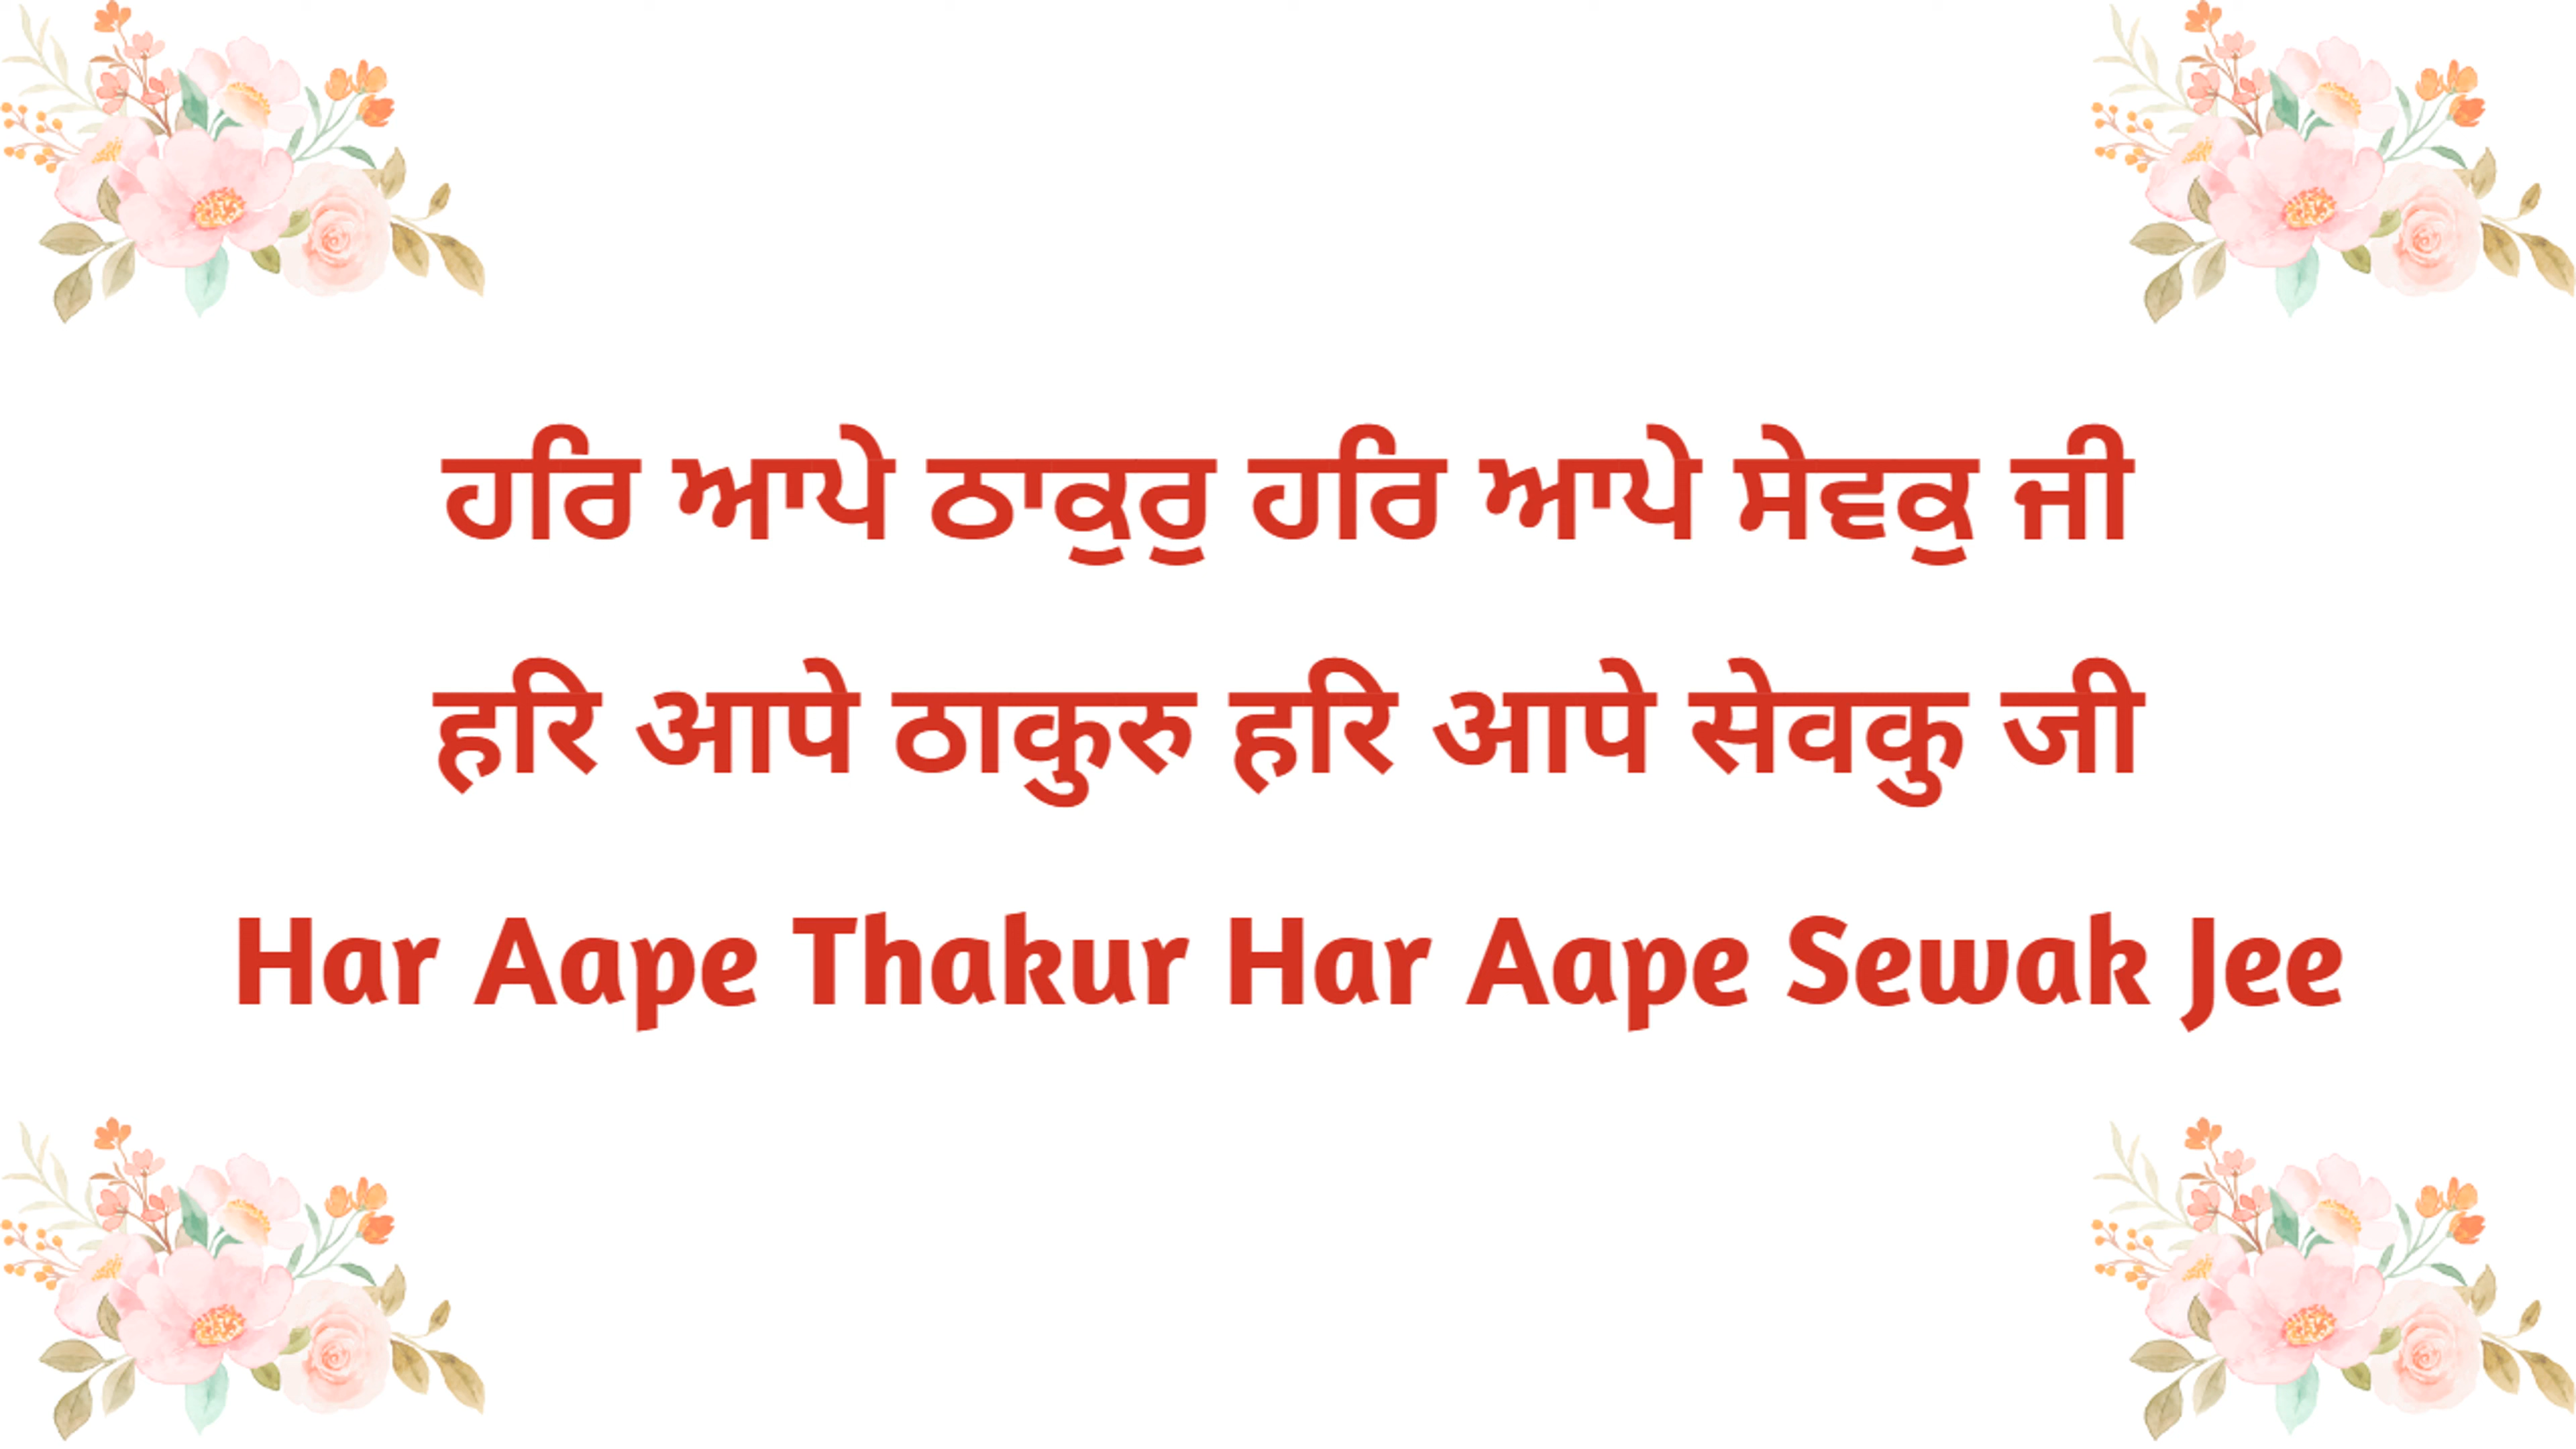 ਹਰਿ ਆਪੇ ਠਾਕੁਰੁ ਹਰਿ ਆਪੇ ਸੇਵਕੁ ਜੀ
हरि आपे ठाकुरु हरि आपे सेवकु जी
Har Aape Thakur Har Aape Sewak Jee